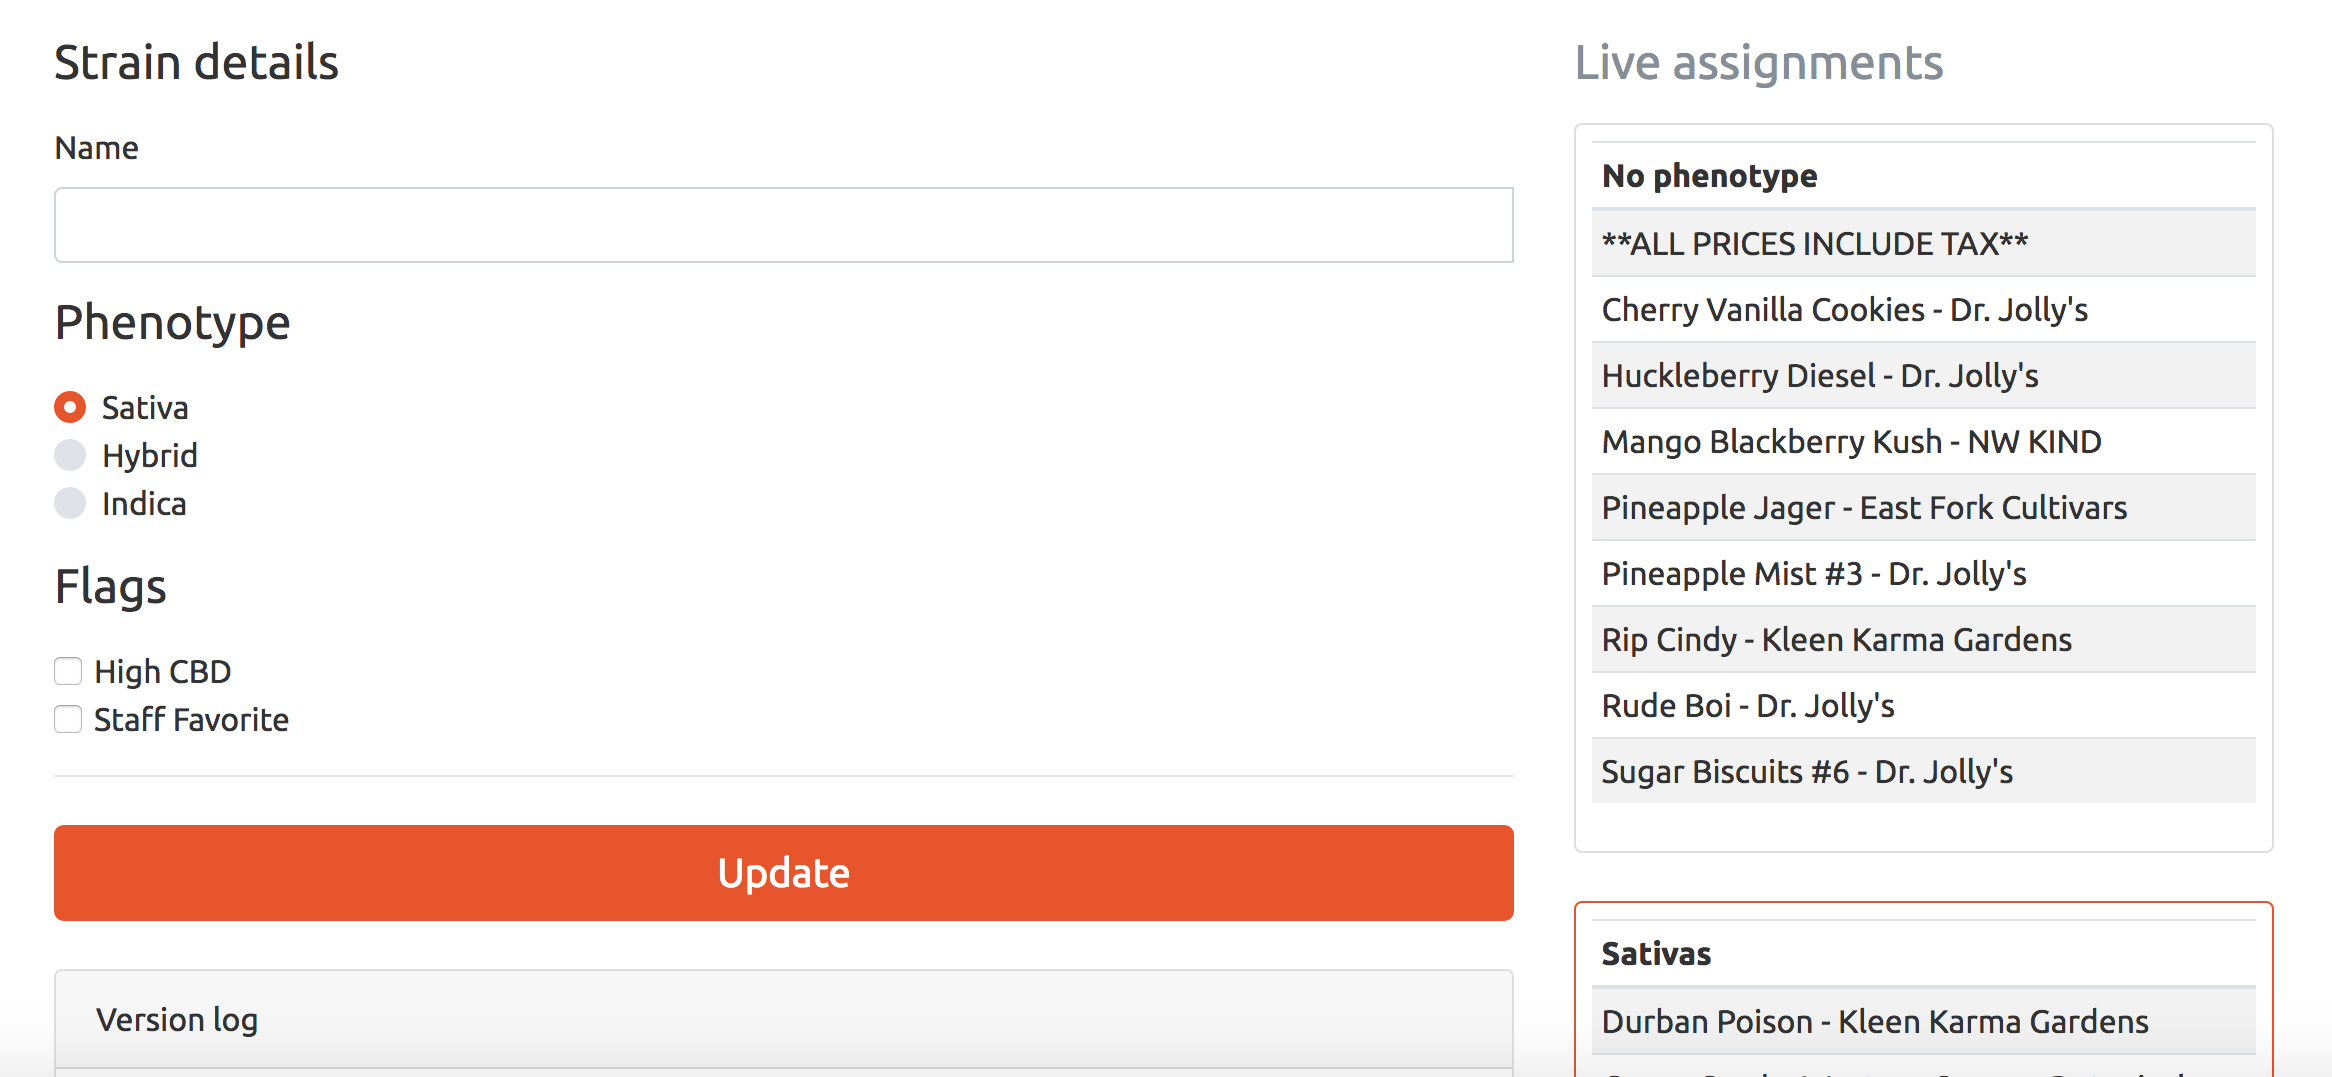 Strain details
Name
Phenotype
Sativa
Hybrid
Indica
Flags
High CBD
Staff Favorite
Update
Version log
Live assignments
No phenotype
**ALL PRICES INCLUDE TAX**
Cherry Vanilla Cookies - Dr. Jolly's
Huckleberry Diesel - Dr. Jolly's
Mango Blackberry Kush - NW KIND
Pineapple Jager - East Fork Cultivars
Pineapple Mist #3 - Dr. Jolly's
Rip Cindy - Kleen Karma Gardens
Rude Boi - Dr. Jolly's
Sugar Biscuits #6 - Dr. Jolly's
Sativas
Durban Poison - Kleen Karma Gardens